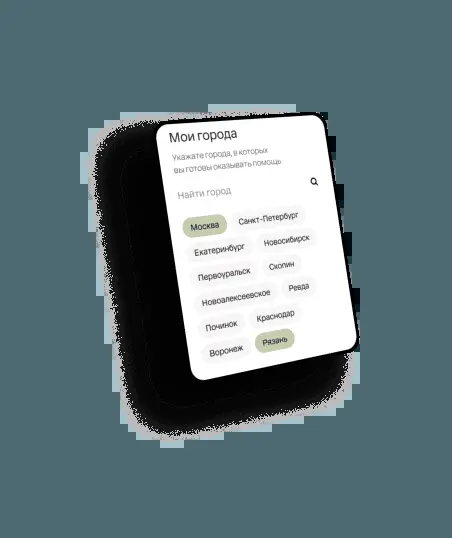 Мои города
Укажате города, в которых
вы готовы оказывать помощь
Найти город
Москва Санкт-Петербург
Екатеринбург Новосибирск
Первоуральск Скопин
Новоалексеевское Ревда
Починок Краснодар
Воронеж Рязань